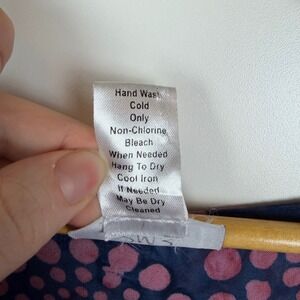 Hand Wash
Cold
Only
Non-Chlorine
Bleach
When Needed
Hang To Dry
Cool Iron
If Needed
May Be Dry
Cleaned